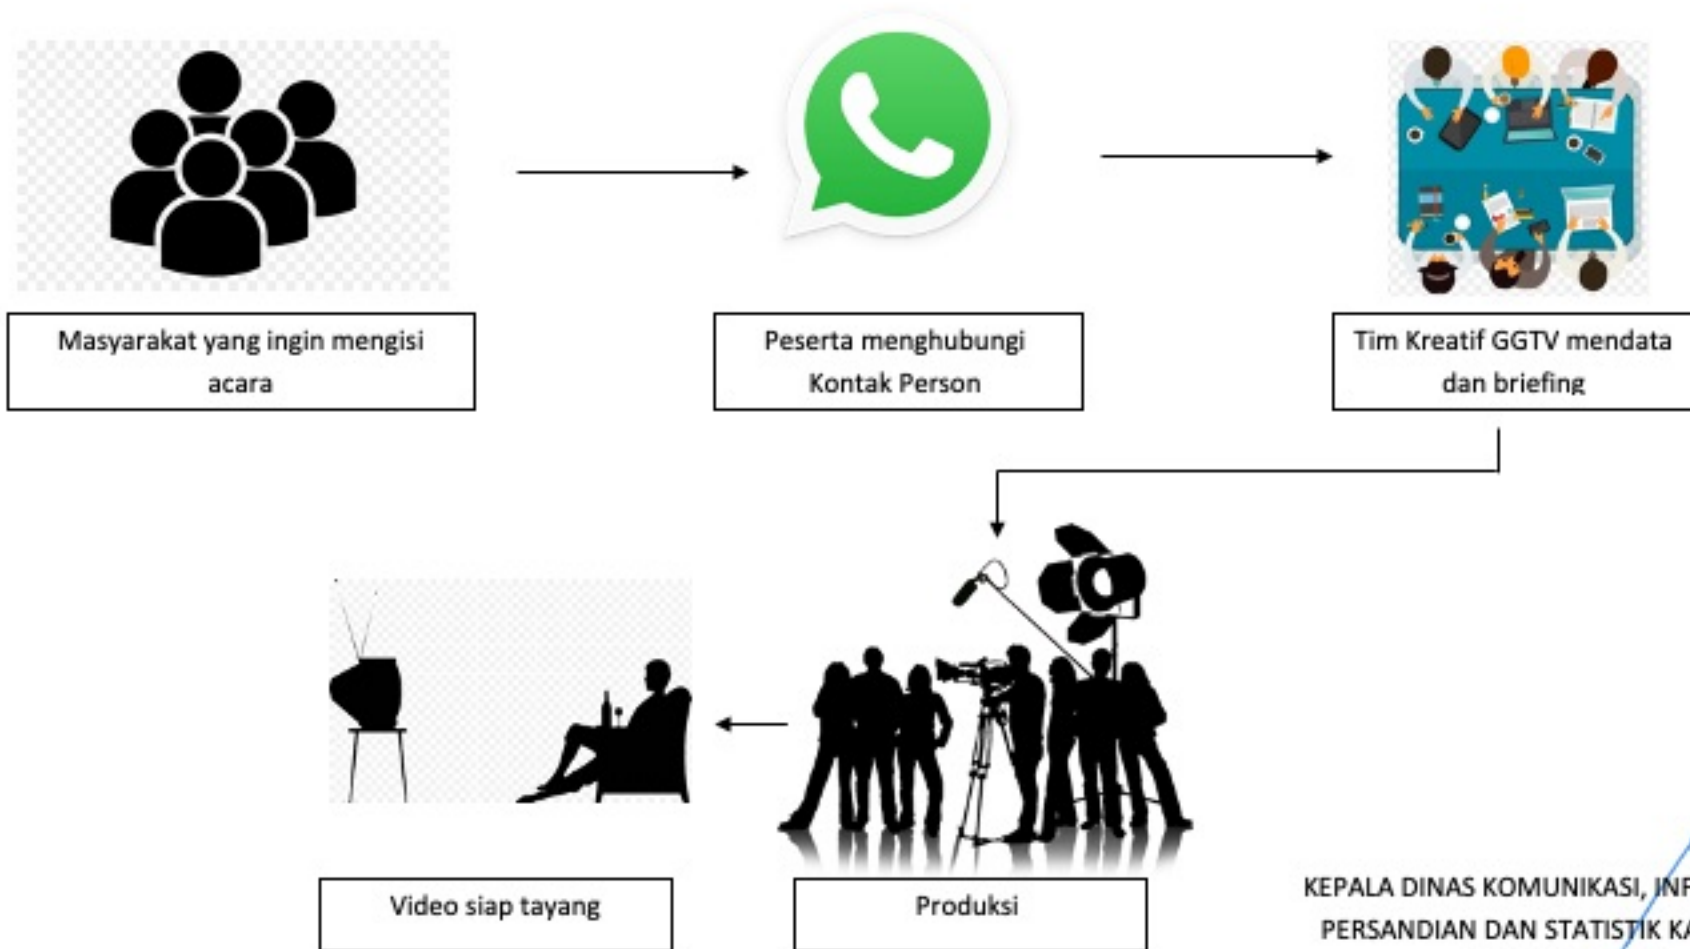 Masyarakat yang ingin mengisi
acara
Peserta menghubungi
Kontak Person
Tim Kreatif GGTV mendata
dan briefing
Video siap tayang
Produksi
KEPALA DINAS KOMUNIKASI,
PERSANDIAN DAN STATISTIK